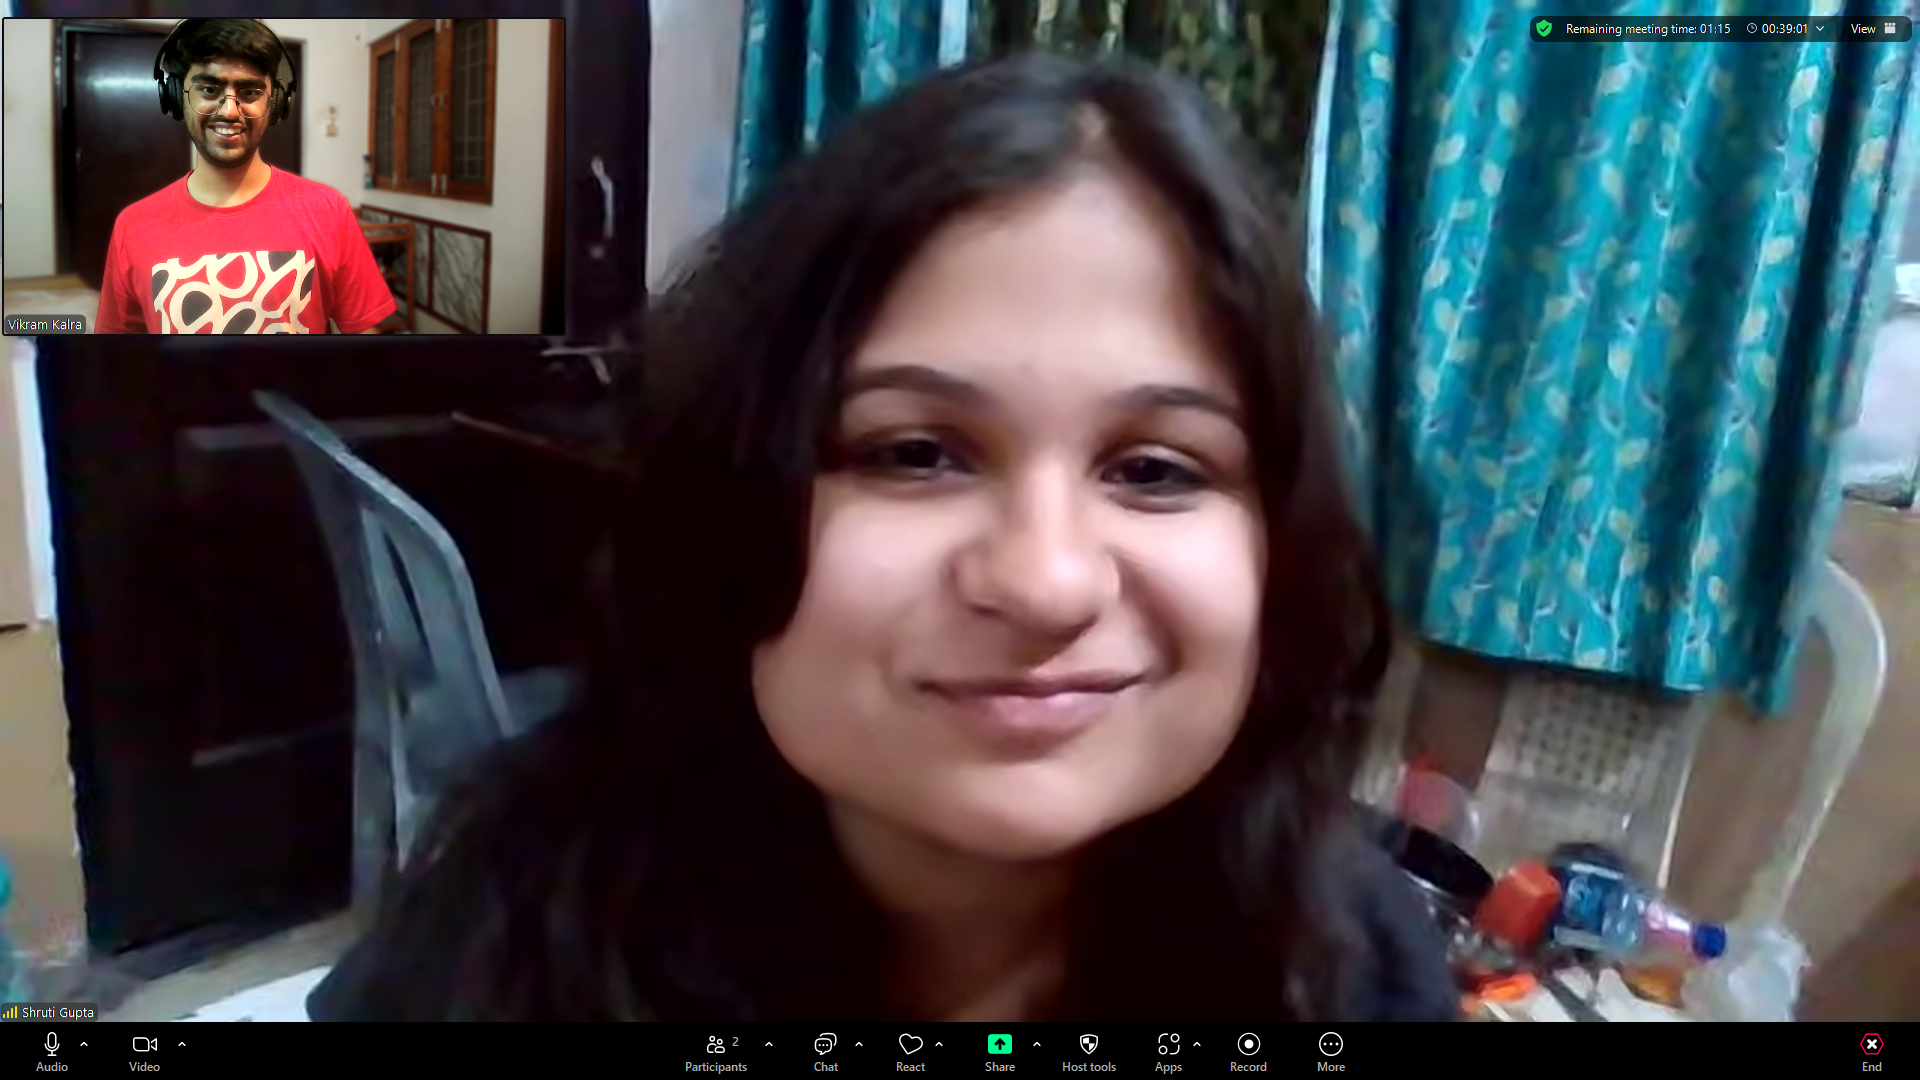 Remaining meeting time: 01:15 00:39:01 View
Vikram Kalra
Shruti Gupta
Audio Video Participants 2 Chat React Share Host tools Apps Record More End